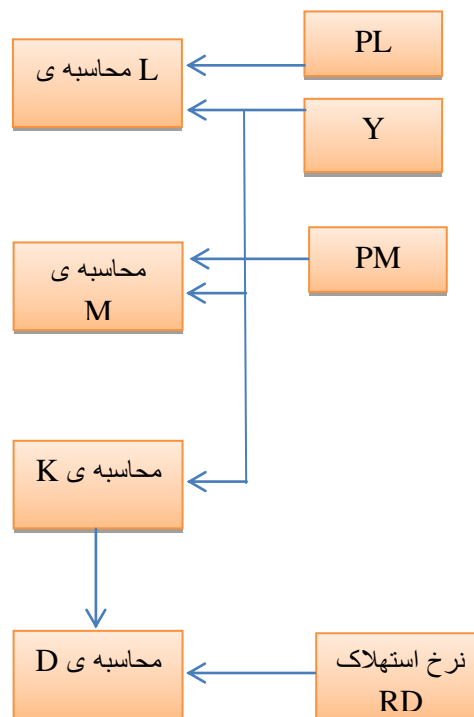 محاسبه ی L
PL
Y
محاسبه ی
M
PM
محاسبه ی K
محاسبه ی D
نرخ استهلاک
RD